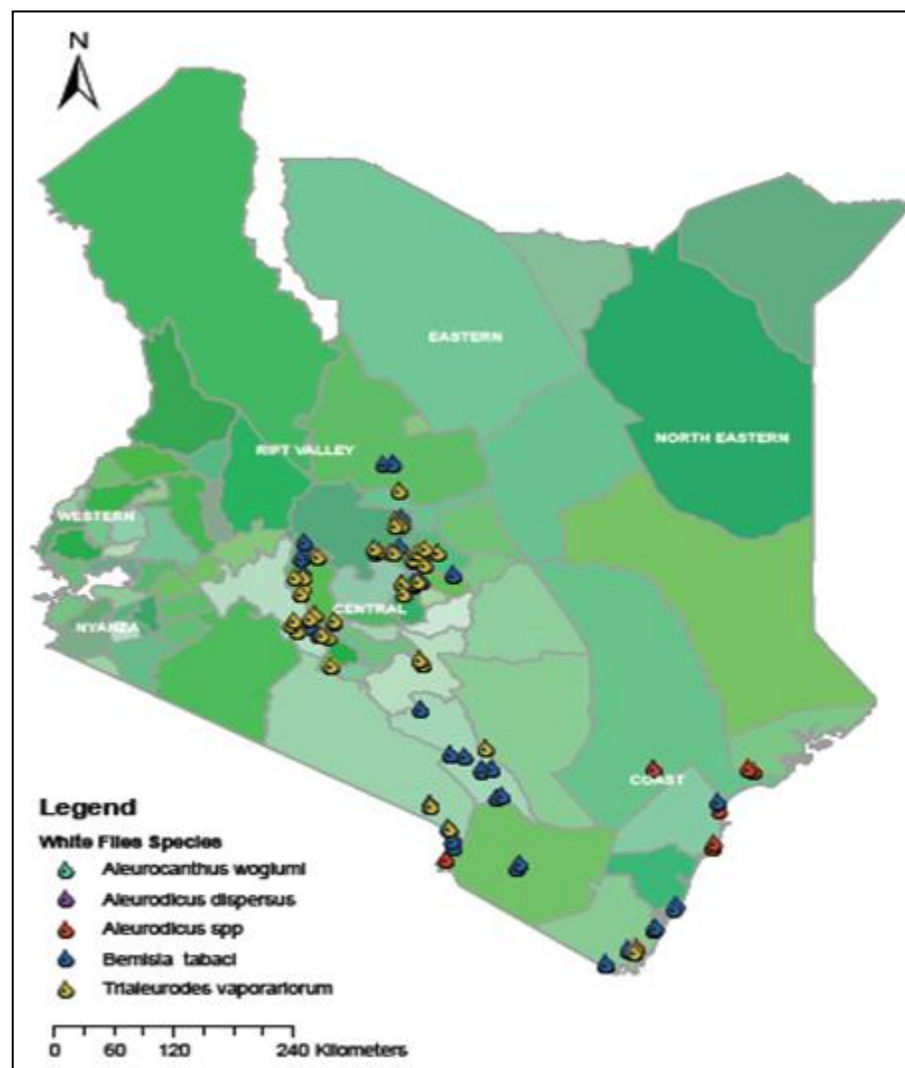 N
EASTERN
NORTH EASTERN
RIFT VALLEY
WESTERN
CENTRAL
NYANZA
COAST
Legend
White Flies Species
Aleurocanthus woglumi
Aleurodicus dispersus
Aleurodicus spp
Bemisia tabaci
Trialeurodes vaporariorum
0 60 120 240 Kilometers